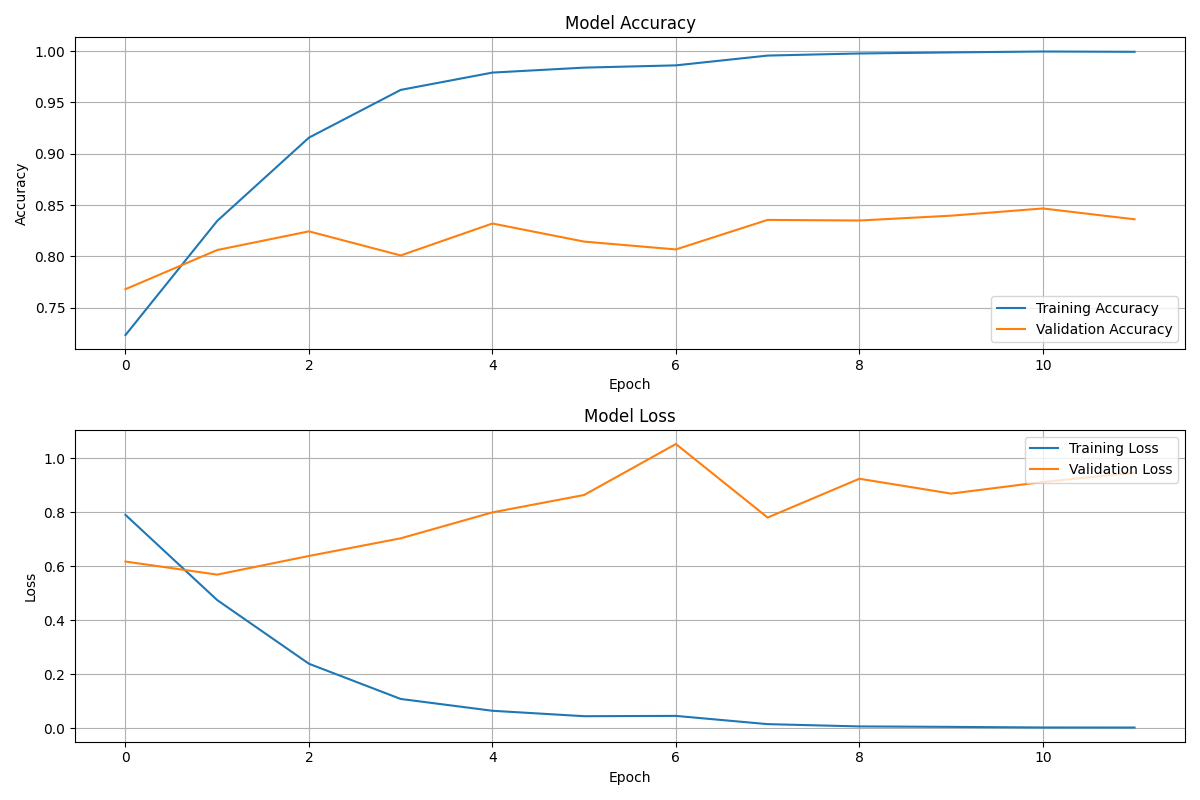 Model Accuracy
1.00
0.95
0.90
0.85
0.80
0.75
Accuracy
Training Accuracy
Validation Accuracy
0 2 4 6 8 10
Epoch
Model Loss
1.0
0.8
0.6
0.4
0.2
0.0
Loss
Training Loss
Validation Loss
0 2 4 6 8 10
Epoch